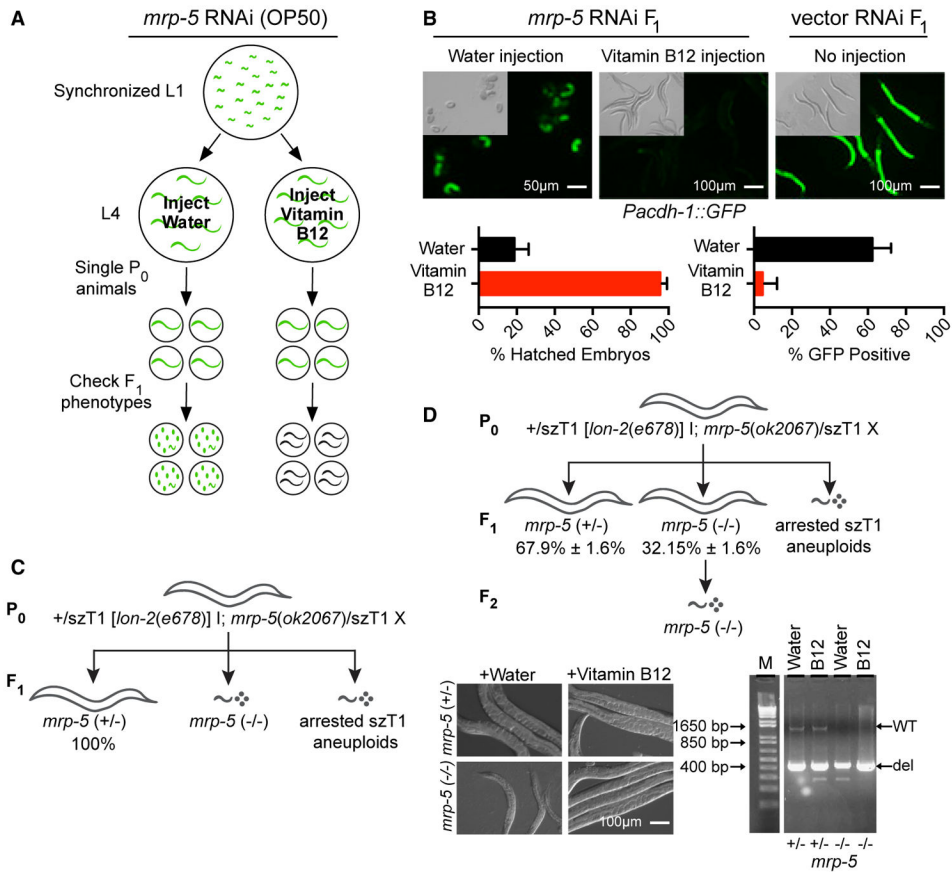 A
mrp-5 RNAi (OP50)
Synchronized L1
L4
Inject
Water
Inject
Vitamin
B12
Single P0
animals
Check F1
phenotypes
B
mrp-5 RNAi F1
vector RNAi F1
Water injection
Vitamin B12 injection
No injection
50μm
100μm
100μm
Pacdh-1::GFP
Water
Vitamin
B12
0 20 40 60 80 100
% Hatched Embryos
Water
Vitamin
B12
0 20 40 60 80 100
% GFP Positive
C
P0
+/szT1 [lon-2(e678)] I; mrp-5(ok2067)/szT1 X
F1
mrp-5 (+/-)
100%
mrp-5 (-/-)
arrested szT1
aneuploids
D
P0
+/szT1 [lon-2(e678)] I; mrp-5(ok2067)/szT1 X
F1
mrp-5 (+/-)
67.9% ± 1.6%
mrp-5 (-/-)
32.15% ± 1.6%
arrested szT1
aneuploids
F2
mrp-5 (-/-)
+Water
+Vitamin B12
mrp-5 (+/-)
mrp-5 (-/-)
100μm
M
Water
B12
Water
B12
1650 bp
850 bp
400 bp
WT
del
+/- +/- -/- -/-
mrp-5